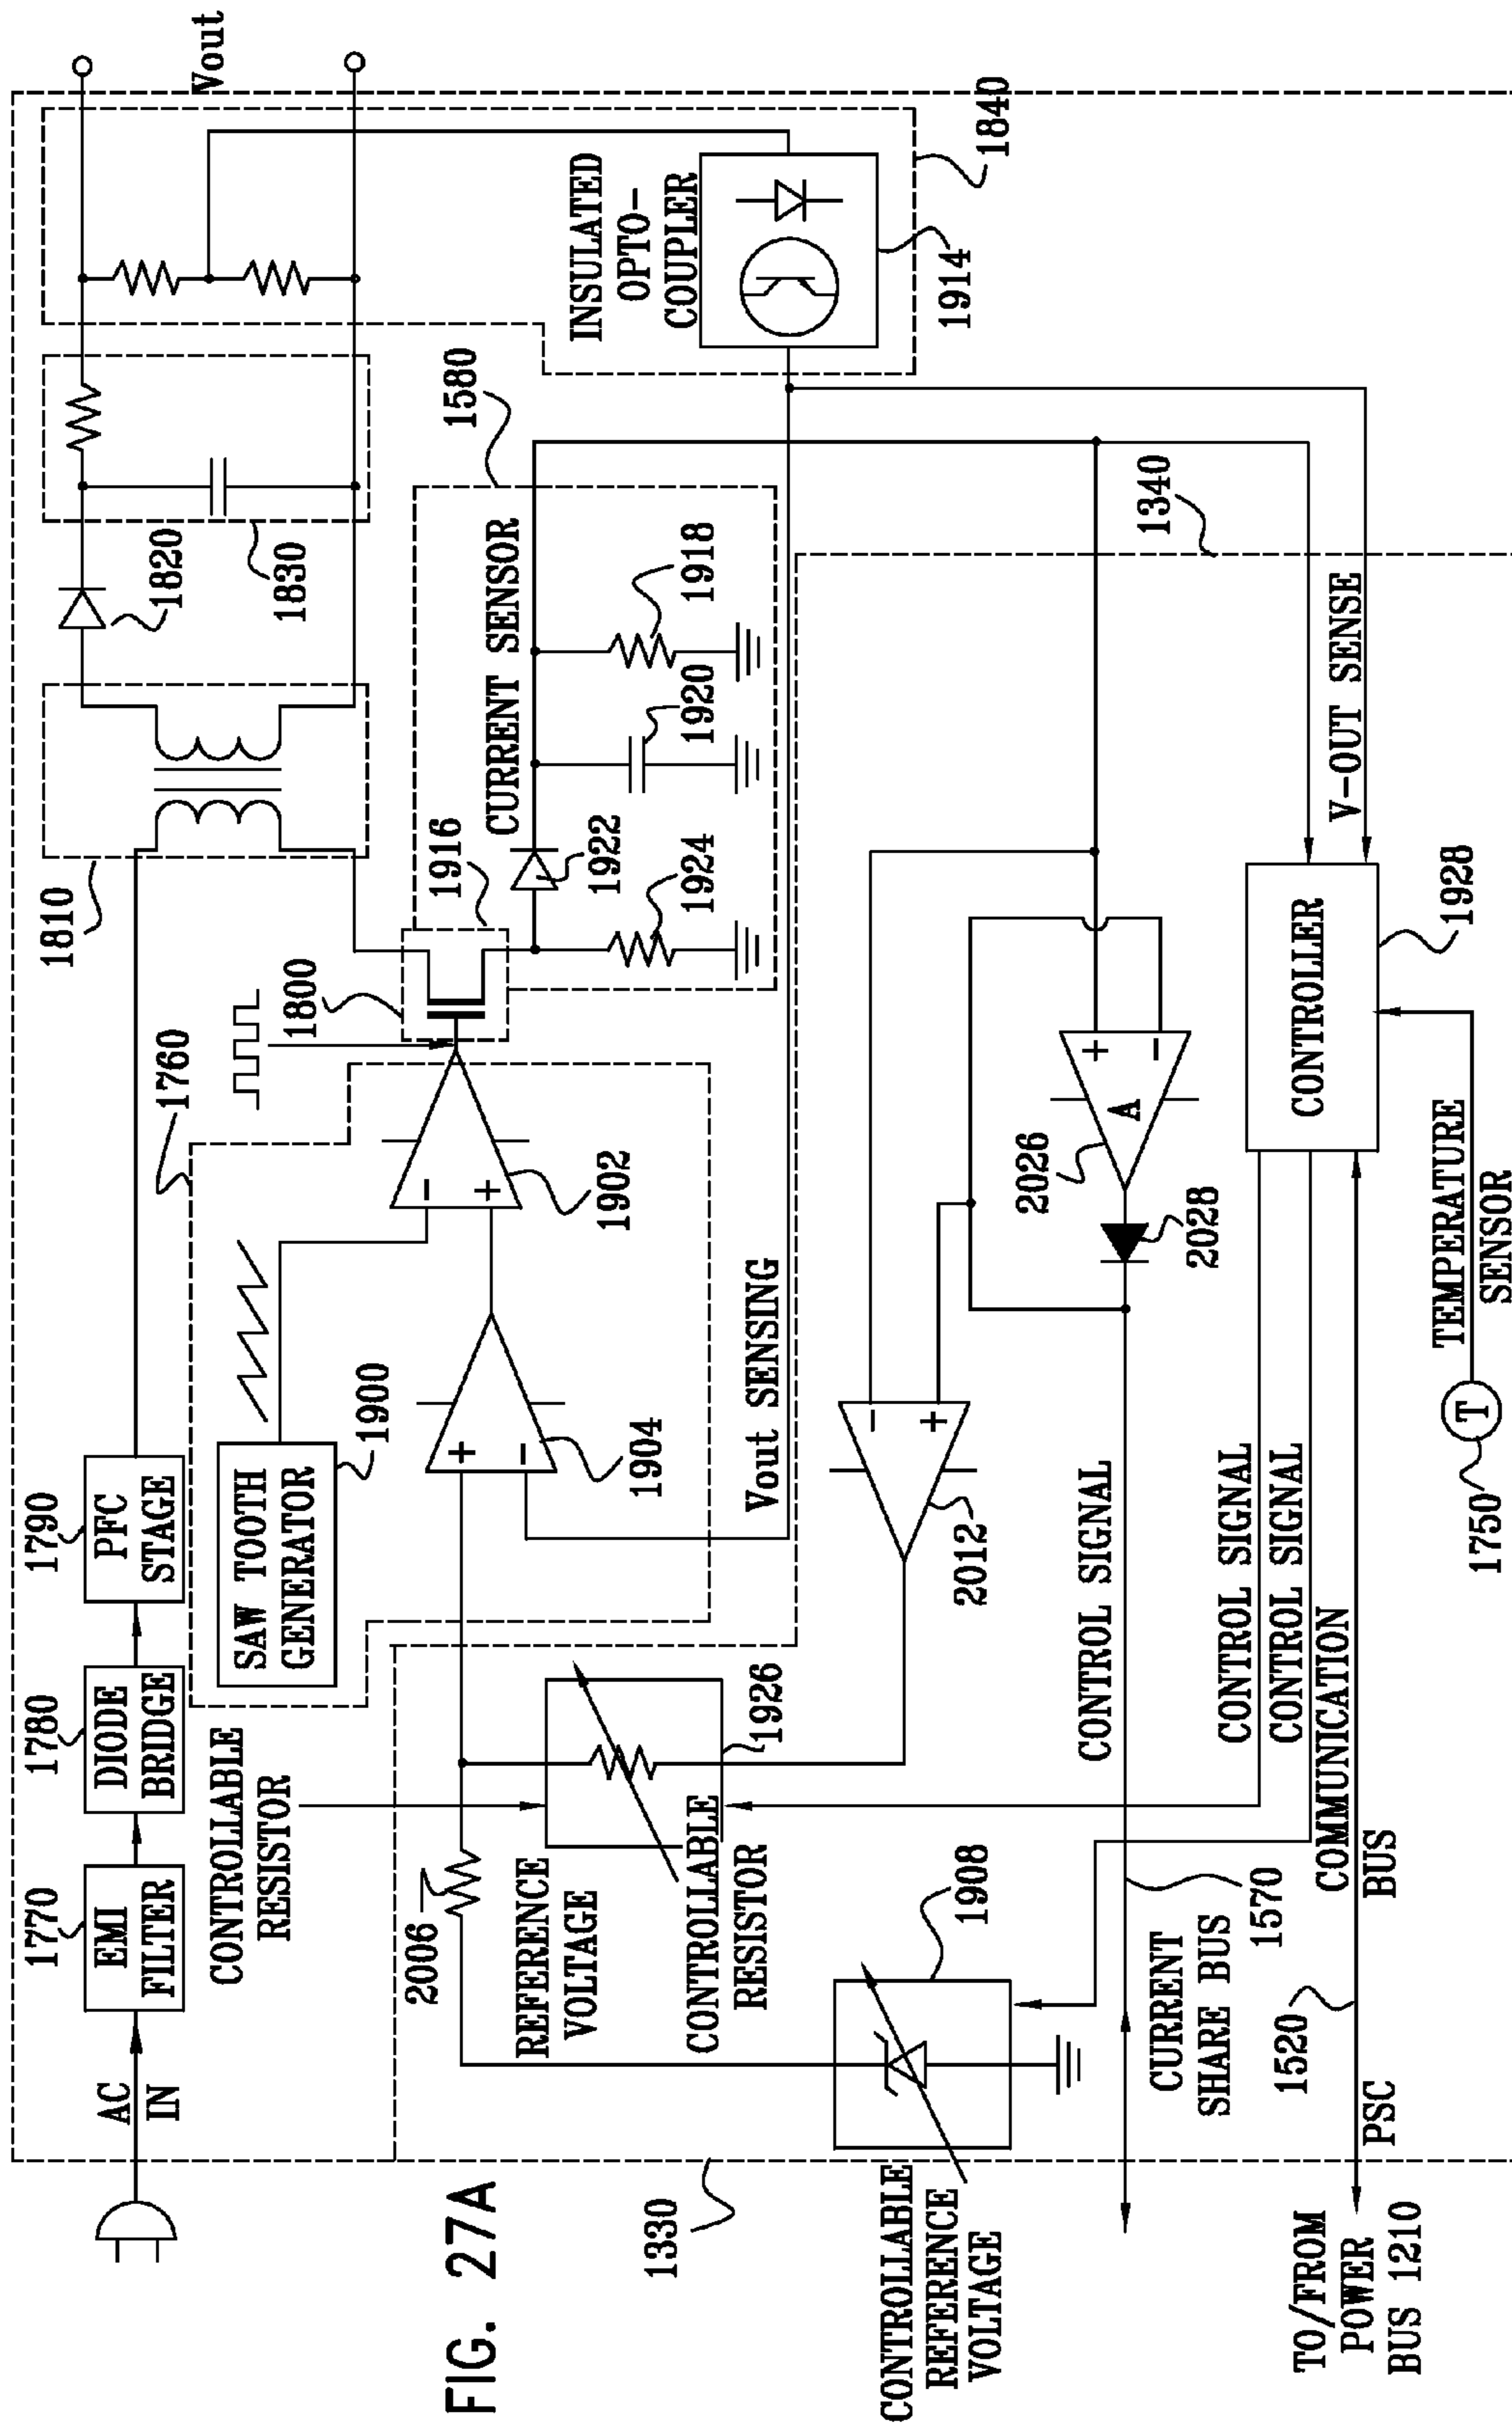 FIG. 27A
AC
IN
1770
EMI
FILTER
1780
DIODE
BRIDGE
1790
PFC
STAGE
1810
1820
1830
Vout
1760
SAW TOOTH
GENERATOR
1900
1800
1916
CURRENT SENSOR
1580
1922
1924
1920
1918
INSULATED
OPTO-
COUPLER
1914
1840
-
+
1902
+
-
1904
Vout SENSING
1340
CONTROLLABLE
RESISTOR
2006
REFERENCE
VOLTAGE
1926
CONTROLLABLE
RESISTOR
-
+
2012
+
-
A
2026
2028
1330
CONTROLLABLE
REFERENCE
VOLTAGE
1908
CONTROL SIGNAL
CURRENT
SHARE BUS
1570
CONTROL SIGNAL
CONTROL SIGNAL
COMMUNICATION
BUS
1520
PSC
TO/FROM
POWER
BUS 1210
CONTROLLER
1928
V-OUT SENSE
TEMPERATURE
SENSOR
T
1750